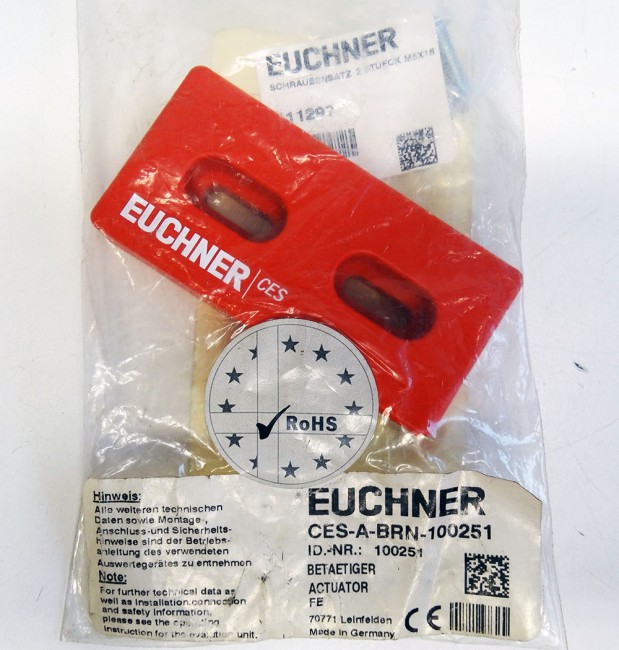 EUCHNER
SCHRAUBENSATZ 2 STUECK M5X16
EUCHNER | CES
RoHS
Hinweis:
Alle weiteren technischen
Daten sowie Montage-,
Anschluss-und Sicherheits-
hinweise sind der Betriebs-
anleitung des verwendeten
Auswertegerätes zu entnehmen
Note:
For further technical data as
well as installation,connection
and safety information,
please see the operating
instruction for the evaluation unit.
EUCHNER
CES-A-BRN-100251
ID.-NR.: 100251
BETAETIGER
ACTUATOR
FE
70771 Leinfelden
Made in Germany
CE